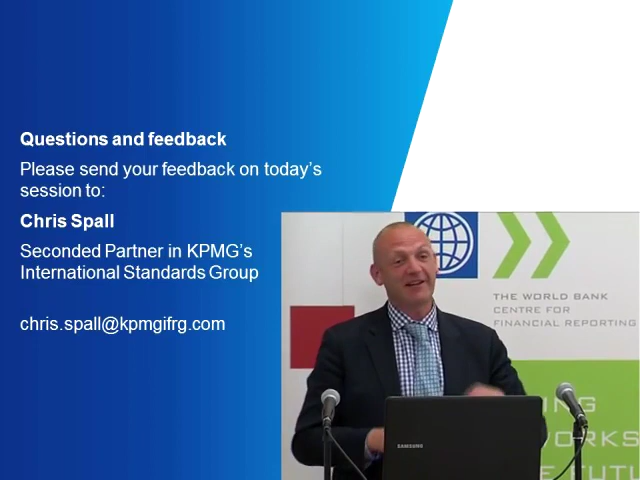 Questions and feedback
Please send your feedback on today's
session to:
Chris Spall
Seconded Partner in KPMG's
International Standards Group
chris.spall@kpmgifrg.com
THE WORLD BANK
CENTRE FOR
FINANCIAL REPORTING
SAMSUNG